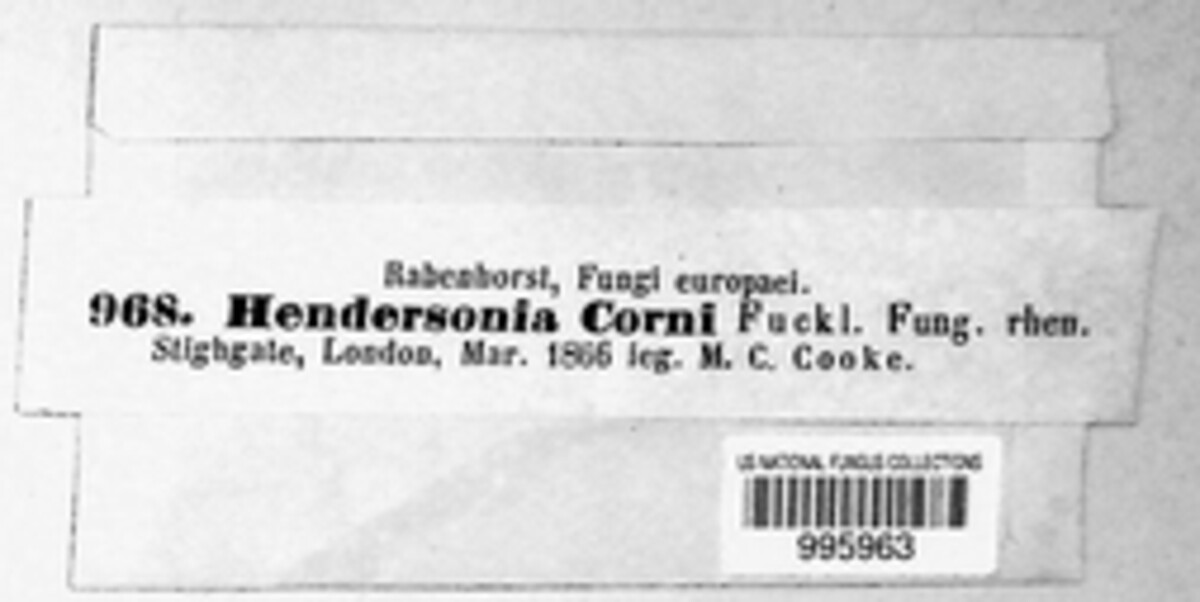 Rabenhorst, Fungi europaei.
968. Hendersonia Corni Fuckl. Fung. rhen.
Stighgate, London, Mar. 1866 leg. M. C. Cooke.
US NATIONAL FUNGUS COLLECTIONS
995963